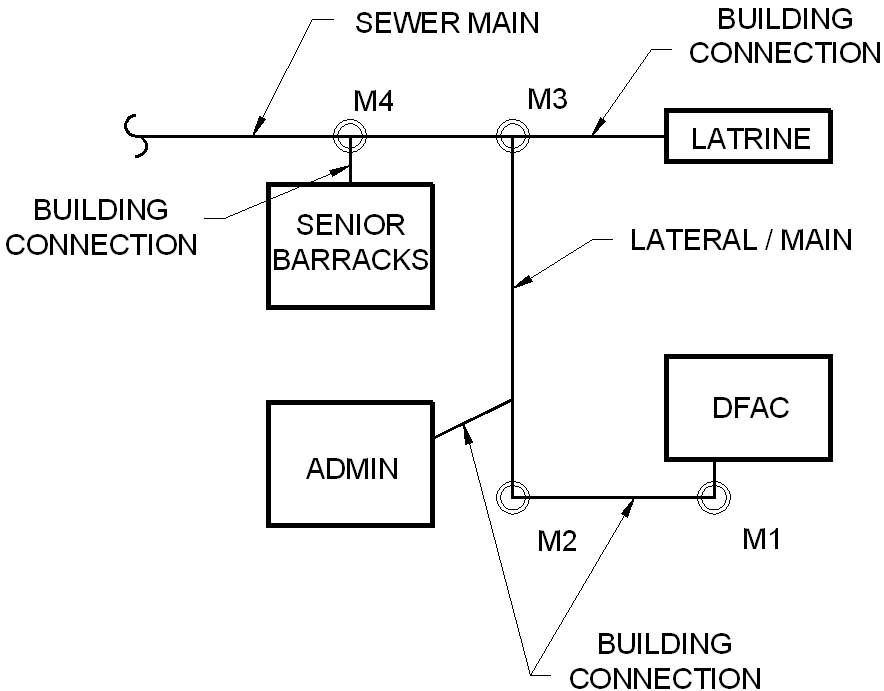 SEWER MAIN
BUILDING
CONNECTION
M4
M3
LATRINE
BUILDING
CONNECTION
SENIOR
BARRACKS
LATERAL / MAIN
DFAC
ADMIN
M2
M1
BUILDING
CONNECTION